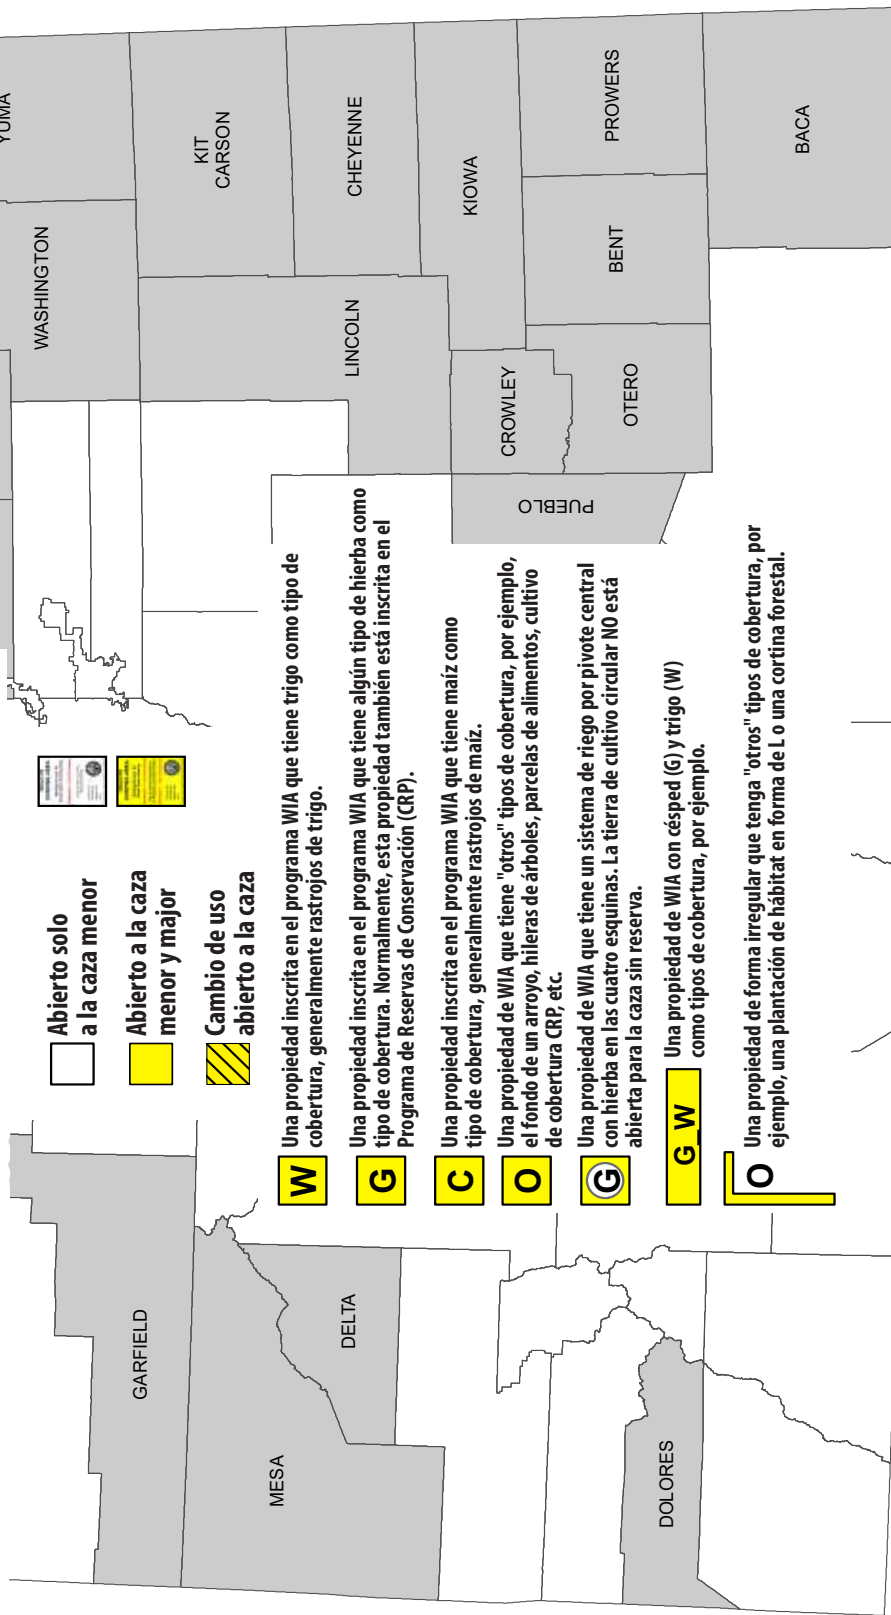 GARFIELD
MESA
DELTA
DOLORES
Abierto solo
a la caza menor
Abierto a la caza
menor y major
Cambio de uso
abierto a la caza
W
Una propiedad inscrita en el programa WIA que tiene trigo como tipo de
cobertura, generalmente rastrojos de trigo.
G
Una propiedad inscrita en el programa WIA que tiene algún tipo de hierba como
tipo de cobertura. Normalmente, esta propiedad también está inscrita en el
Programa de Reservas de Conservación (CRP).
C
Una propiedad inscrita en el programa WIA que tiene maíz como
tipo de cobertura, generalmente rastrojos de maíz.
O
Una propiedad de WIA que tiene "otros" tipos de cobertura, por ejemplo,
el fondo de un arroyo, hileras de árboles, parcelas de alimentos, cultivo
de cobertura CRP, etc.
G
Una propiedad de WIA que tiene un sistema de riego por pivote central
con hierba en las cuatro esquinas. La tierra de cultivo circular NO está
abierta para la caza sin reserva.
G_W
Una propiedad de WIA con césped (G) y trigo (W)
como tipos de cobertura, por ejemplo.
O
Una propiedad de forma irregular que tenga "otros" tipos de cobertura, por
ejemplo, una plantación de hábitat en forma de L o una cortina forestal.
YUMA
WASHINGTON
KIT
CARSON
CHEYENNE
LINCOLN
KIOWA
CROWLEY
PUEBLO
OTERO
BENT
PROWERS
BACA